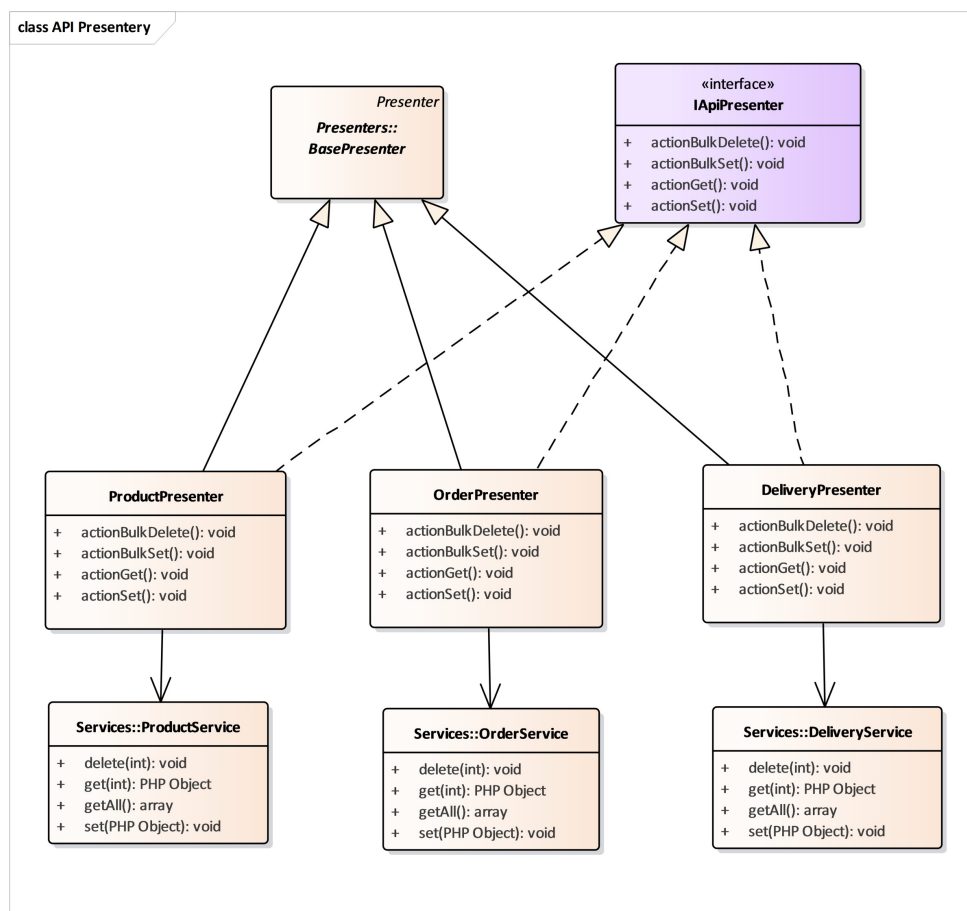 class API Presentery
Presenter
Presenters::
BasePresenter
«interface»
IApiPresenter
+ actionBulkDelete(): void
+ actionBulkSet(): void
+ actionGet(): void
+ actionSet(): void
ProductPresenter
+ actionBulkDelete(): void
+ actionBulkSet(): void
+ actionGet(): void
+ actionSet(): void
OrderPresenter
+ actionBulkDelete(): void
+ actionBulkSet(): void
+ actionGet(): void
+ actionSet(): void
DeliveryPresenter
+ actionBulkDelete(): void
+ actionBulkSet(): void
+ actionGet(): void
+ actionSet(): void
Services::ProductService
+ delete(int): void
+ get(int): PHP Object
+ getAll(): array
+ set(PHP Object): void
Services::OrderService
+ delete(int): void
+ get(int): PHP Object
+ getAll(): array
+ set(PHP Object): void
Services::DeliveryService
+ delete(int): void
+ get(int): PHP Object
+ getAll(): array
+ set(PHP Object): void